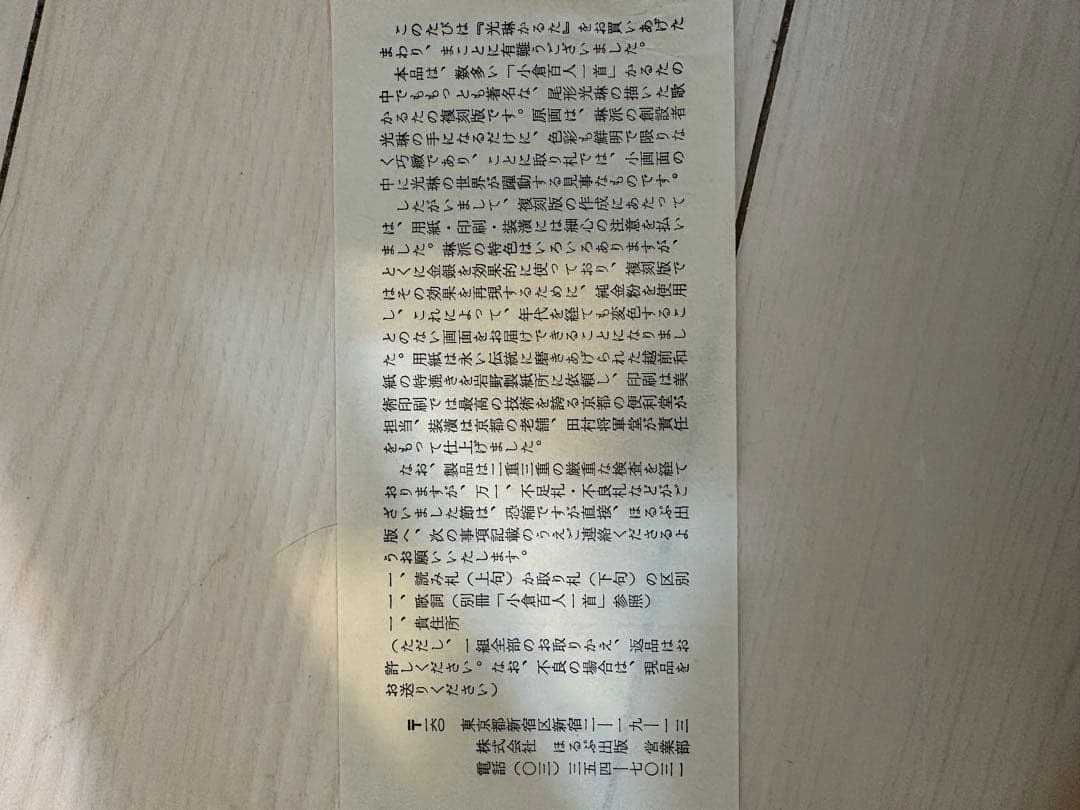 このたびは『光琳かるた』をお買いあげた
まわり、まことに有難うございました。
本品は、数多い「小倉百人一首」かるたの
中でももっとも著名な、尾形光琳の描いた歌
かるたの復刻版です。原画は、琳派の創設者
光琳の手になるだけに、色彩も鮮明で限りな
く巧緻であり、ことに取り札では、小画面の
中に光琳の世界が躍動する見事なものです。
したがいまして、複刻版の作成にあたって
は、用紙・印刷・装潢には細心の注意を払い
ました。琳派の特色はいろいろありますが、
とくに金銀を効果的に使っており、複刻版で
はその効果を再現するために、純金粉を使用
し、これによって、年代を経ても変色するこ
とのない画面をお届けできることになりまし
た。用紙は永い伝統に磨きあげられた越前和
紙の特漉きを岩野製紙所に依頼し、印刷は美
術印刷では最高の技術を誇る京都の便利堂が
担当、装潢は京都の老舗、田村将軍堂が責任
をもって仕上げました。
なお、製品は二重三重の厳重な検査を経て
おりますが、万一、不足札・不良札などがご
ざいました節は、恐縮ですが直接、ほるぷ出
版へ、次の事項記載のうえご連絡くださるよ
うお願いいたします。
一、読み札（上句）か取り札（下句）の区別
一、歌詞（別冊「小倉百人一首」参照）
一、貴住所
（ただし、一組全部のお取りかえ、返品はお
許しください。なお、不良の場合は、現品を
お送りください）
〒一六〇 東京都新宿区新宿二—一九—一三
株式会社 ほるぷ出版 営業部
電話（〇三）三五四—七〇三一